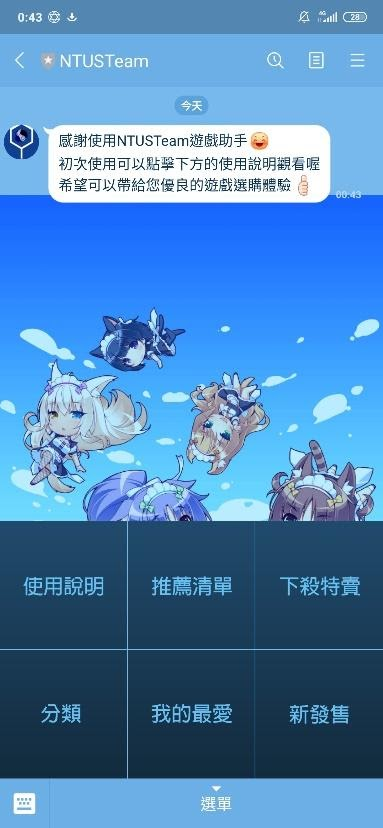 0:43
4G
28
NTUSTeam
今天
感謝使用NTUSTeam遊戲助手
初次使用可以點擊下方的使用說明觀看喔
希望可以帶給您優良的遊戲選購體驗
00:43
使用說明 推薦清單 下殺特賣
分類 我的最愛 新發售
選單